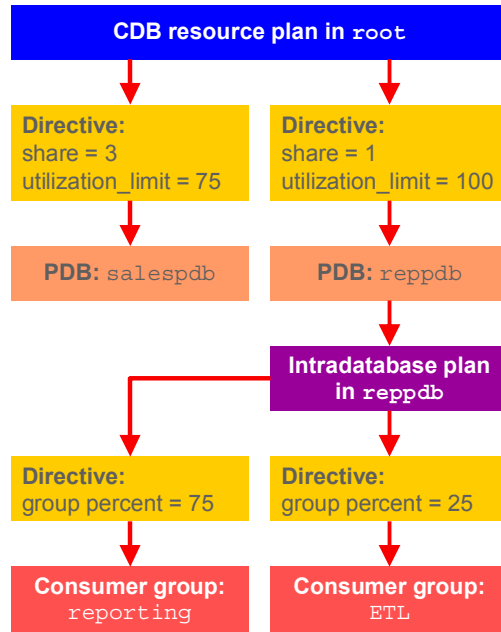 CDB resource plan in root
Directive:
share = 3
utilization_limit = 75
Directive:
share = 1
utilization_limit = 100
PDB: salespdb
PDB: reppdb
Intradatabase plan
in reppdb
Directive:
group percent = 75
Directive:
group percent = 25
Consumer group:
reporting
Consumer group:
ETL